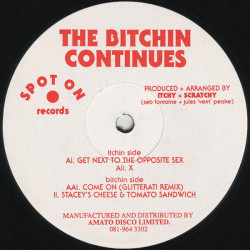 THE BITCHIN
CONTINUES
SPOT ON
records
PRODUCED + ARRANGED BY
ITCHY + SCRATCHY
(seb fontaine + jules 'vern' peake)
itchin side
AI. GET NEXT TO THE OPPOSITE SEX
Aii. X
bitchin side
AAI. COME ON (GLITTERATI REMIX)
II. STACEY'S CHEESE & TOMATO SANDWICH
MANUFACTURED AND DISTRIBUTED BY
AMATO DISCO LIMITED.
081-964 3302